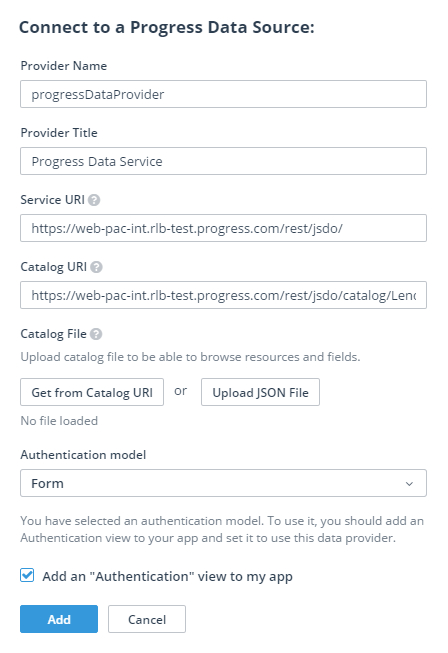 Connect to a Progress Data Source:
Provider Name
progressDataProvider
Provider Title
Progress Data Service
Service URI ?
https://web-pac-int.rlb-test.progress.com/rest/jsdo/
Catalog URI ?
https://web-pac-int.rlb-test.progress.com/rest/jsdo/catalog/Lenc
Catalog File ?
Upload catalog file to be able to browse resources and fields.
Get from Catalog URI or Upload JSON File
No file loaded
Authentication model
Form
You have selected an authentication model. To use it, you should add an
Authentication view to your app and set it to use this data provider.
Add an "Authentication" view to my app
Add Cancel